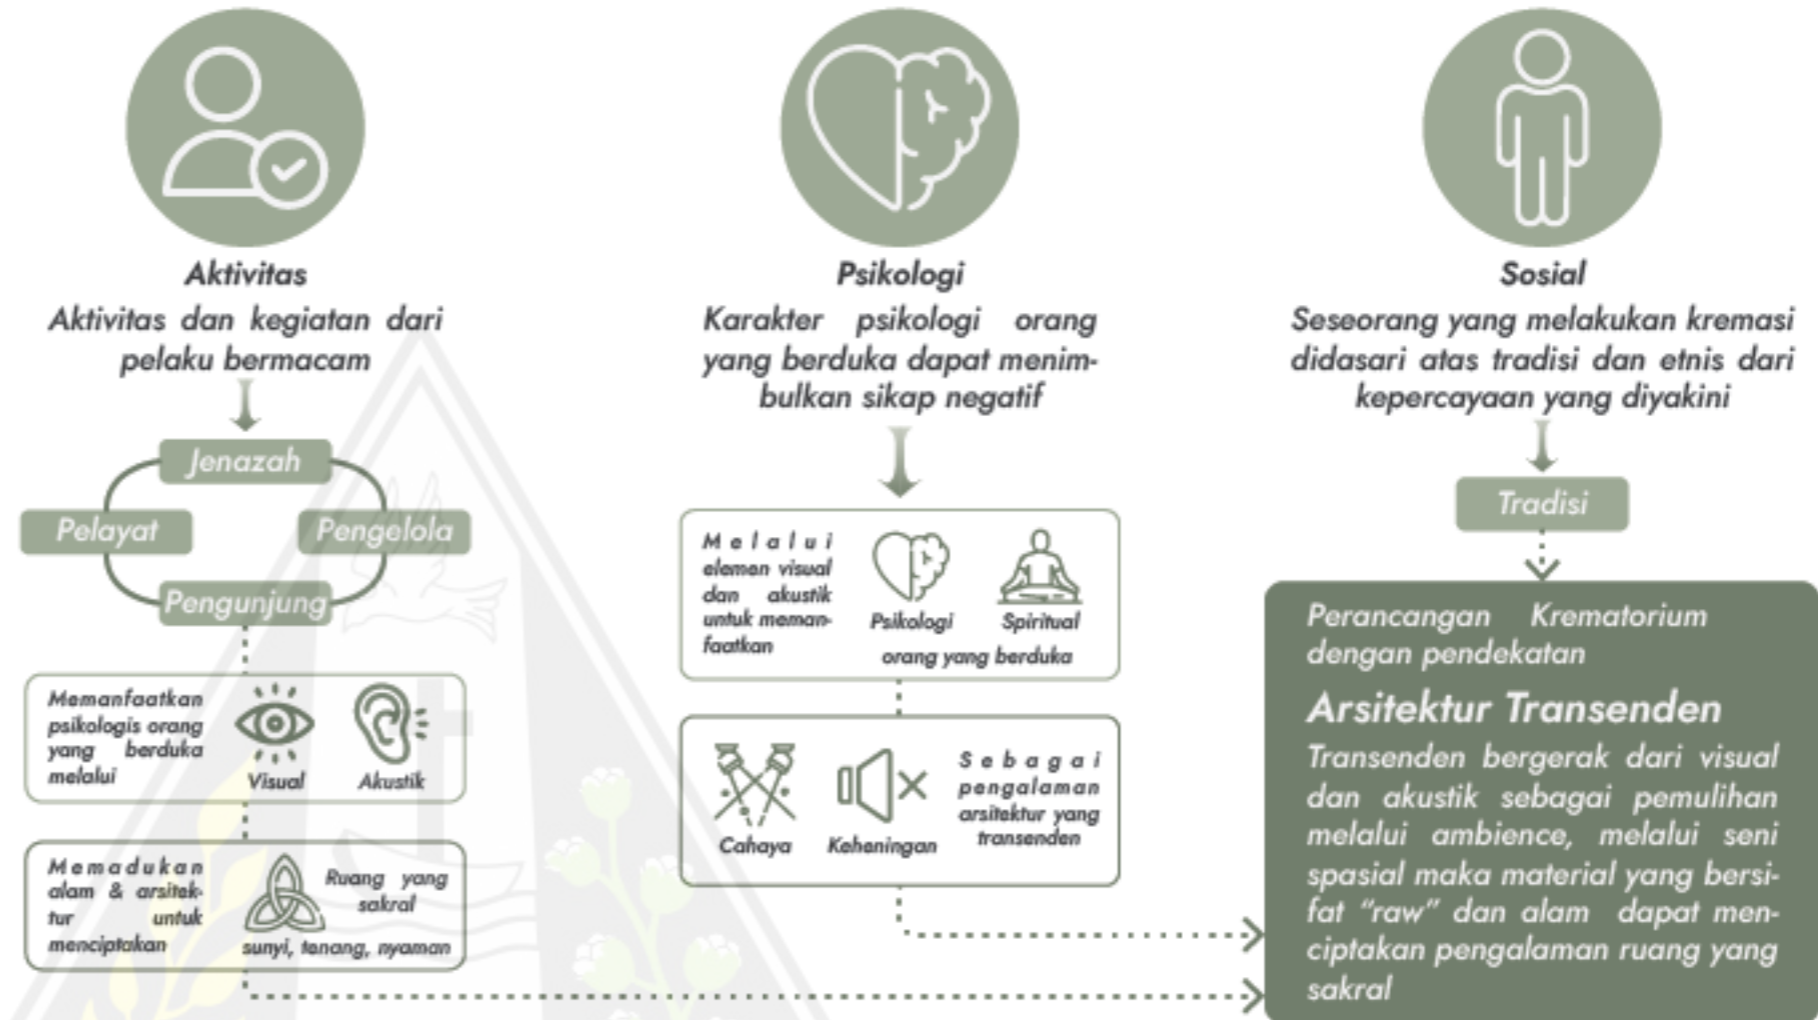 Aktivitas
Aktivitas dan kegiatan dari
pelaku bermacam
Jenazah
Pelayat
Pengelola
Pengunjung
Memanfaatkan
psikologis orang
yang berduka
melalui
Visual
Akustik
Memadukan
alam & arsitek-
tur untuk
menciptakan
Ruang yang
sakral
sunyi, tenang, nyaman
Psikologi
Karakter psikologi orang
yang berduka dapat menim-
bulkan sikap negatif
Melalui
elemen visual
dan akustik
untuk meman-
faatkan
Psikologi
Spiritual
orang yang berduka
Cahaya
Keheningan
Sebagai
pengalaman
arsitektur yang
transenden
Sosial
Seseorang yang melakukan kremasi
didasari atas tradisi dan etnis dari
kepercayaan yang diyakini
Tradisi
Perancangan Krematorium
dengan pendekatan
Arsitektur Transenden
Transenden bergerak dari visual
dan akustik sebagai pemulihan
melalui ambience, melalui seni
spasial maka material yang bersi-
fat “raw” dan alam dapat men-
ciptakan pengalaman ruang yang
sakral